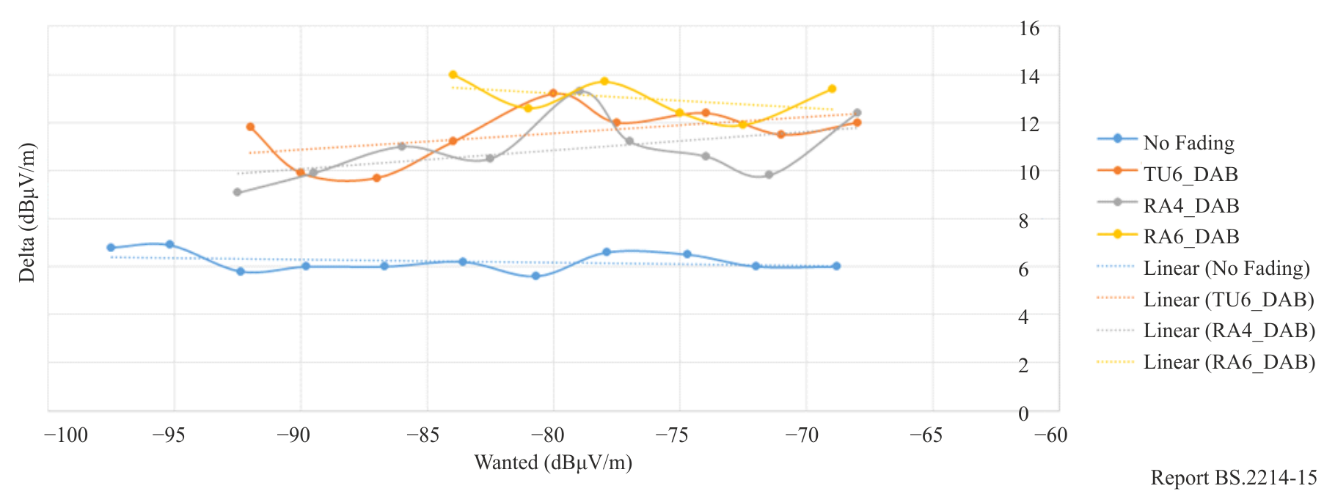 16
14
12
10
8
6
4
2
0
Delta (dBμV/m)
−100
−95
−90
−85
−80
−75
−70
−65
−60
Wanted (dBμV/m)
No Fading
TU6_DAB
RA4_DAB
RA6_DAB
Linear (No Fading)
Linear (TU6_DAB)
Linear (RA4_DAB)
Linear (RA6_DAB)
Report BS.2214-15